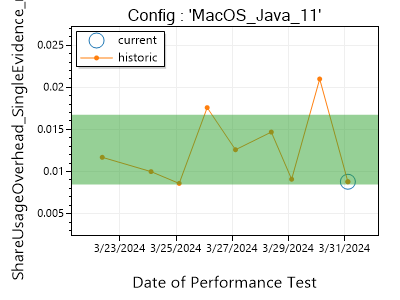 Config : 'MacOS_Java_11'
ShareUsageOverhead_SingleEvidence_
0.025
0.02
0.015
0.01
0.005
current
historic
3/23/2024
3/25/2024
3/27/2024
3/29/2024
3/31/2024
Date of Performance Test